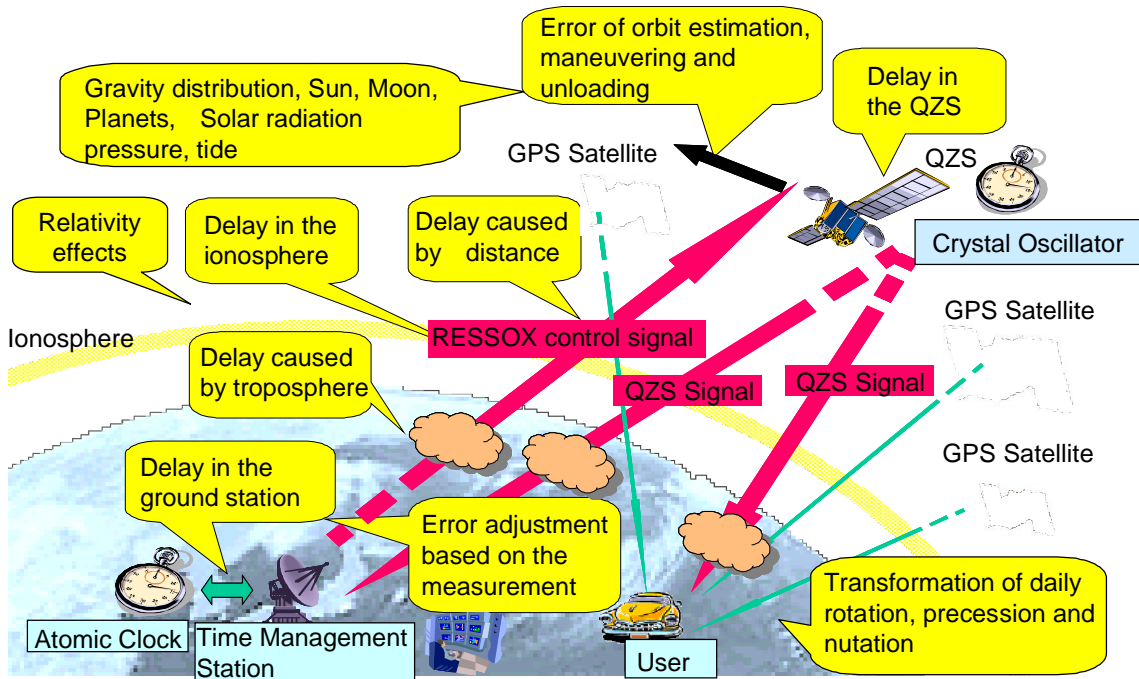 Error of orbit estimation,
maneuvering and
unloading
Gravity distribution, Sun, Moon,
Planets, Solar radiation
pressure, tide
Delay in
the QZS
GPS Satellite
QZS
Crystal Oscillator
Relativity
effects
Delay in the
ionosphere
Delay caused
by distance
Ionosphere
RESSOX control signal
GPS Satellite
Delay caused
by troposphere
QZS Signal
QZS Signal
GPS Satellite
Delay in the
ground station
Error adjustment
based on the
measurement
Transformation of daily
rotation, precession and
nutation
Atomic Clock
Time Management
Station
User